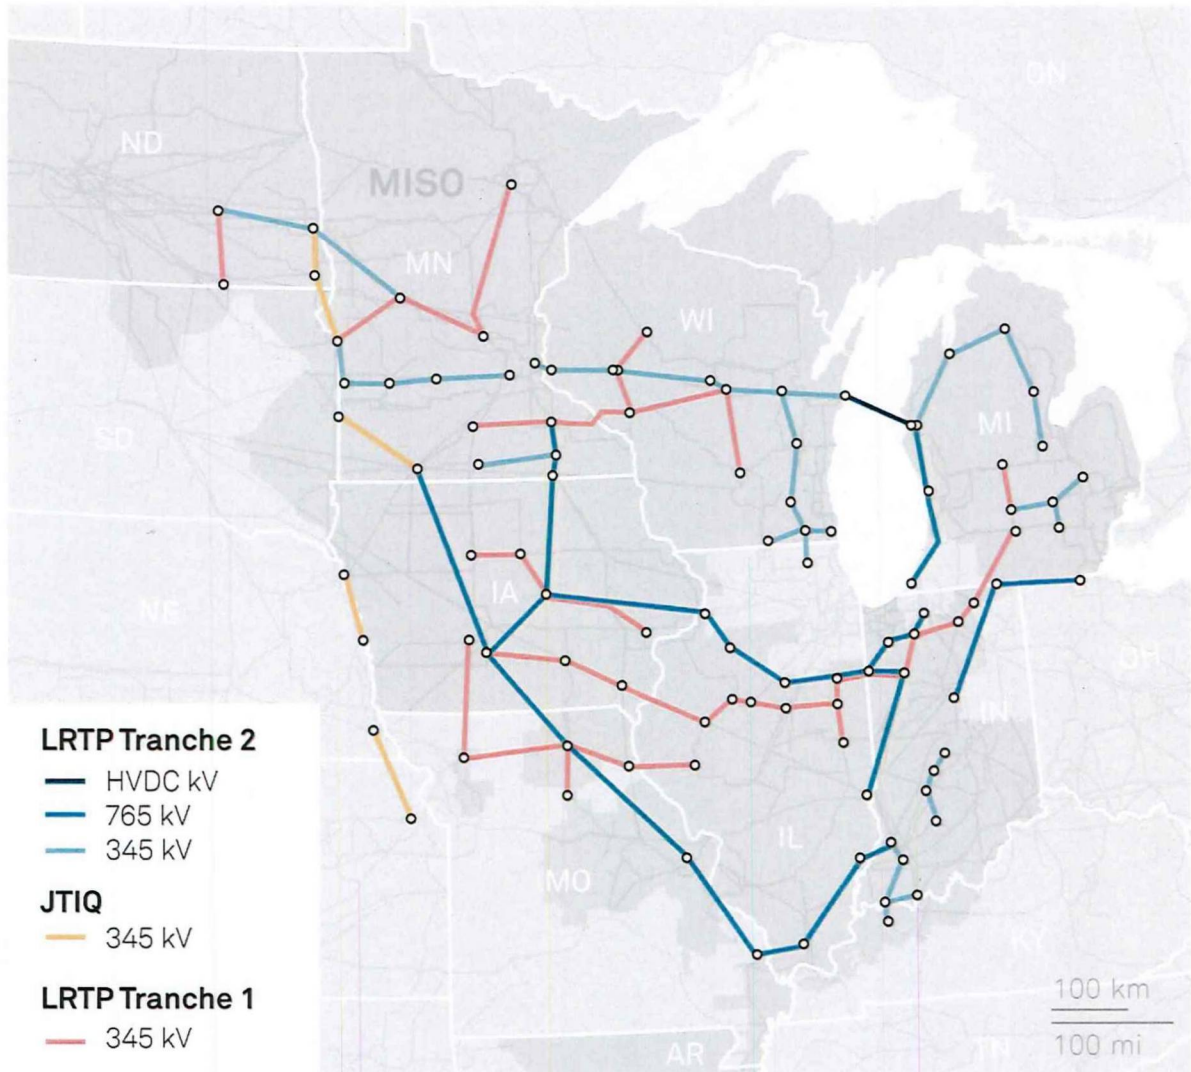 ON
ND
MISO
MN
WI
SD
MI
IA
NE
OH
IN
LRTP Tranche 2
HVDC kV
765 kV
345 kV
IL
MO
JTIQ
345 kV
KY
LRTP Tranche 1
100 km
345 kV
100 mi
AR
TN